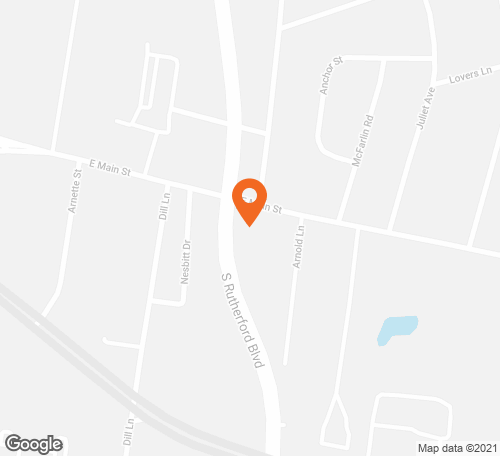 Anchor St
Lovers Ln
Juliet Ave
McFarlin Rd
E Main St
Arnette St
Dill Ln
St
Nesbitt Dr
Arnold Ln
S Rutherford Blvd
Dill Ln
Google
Map data ©2021